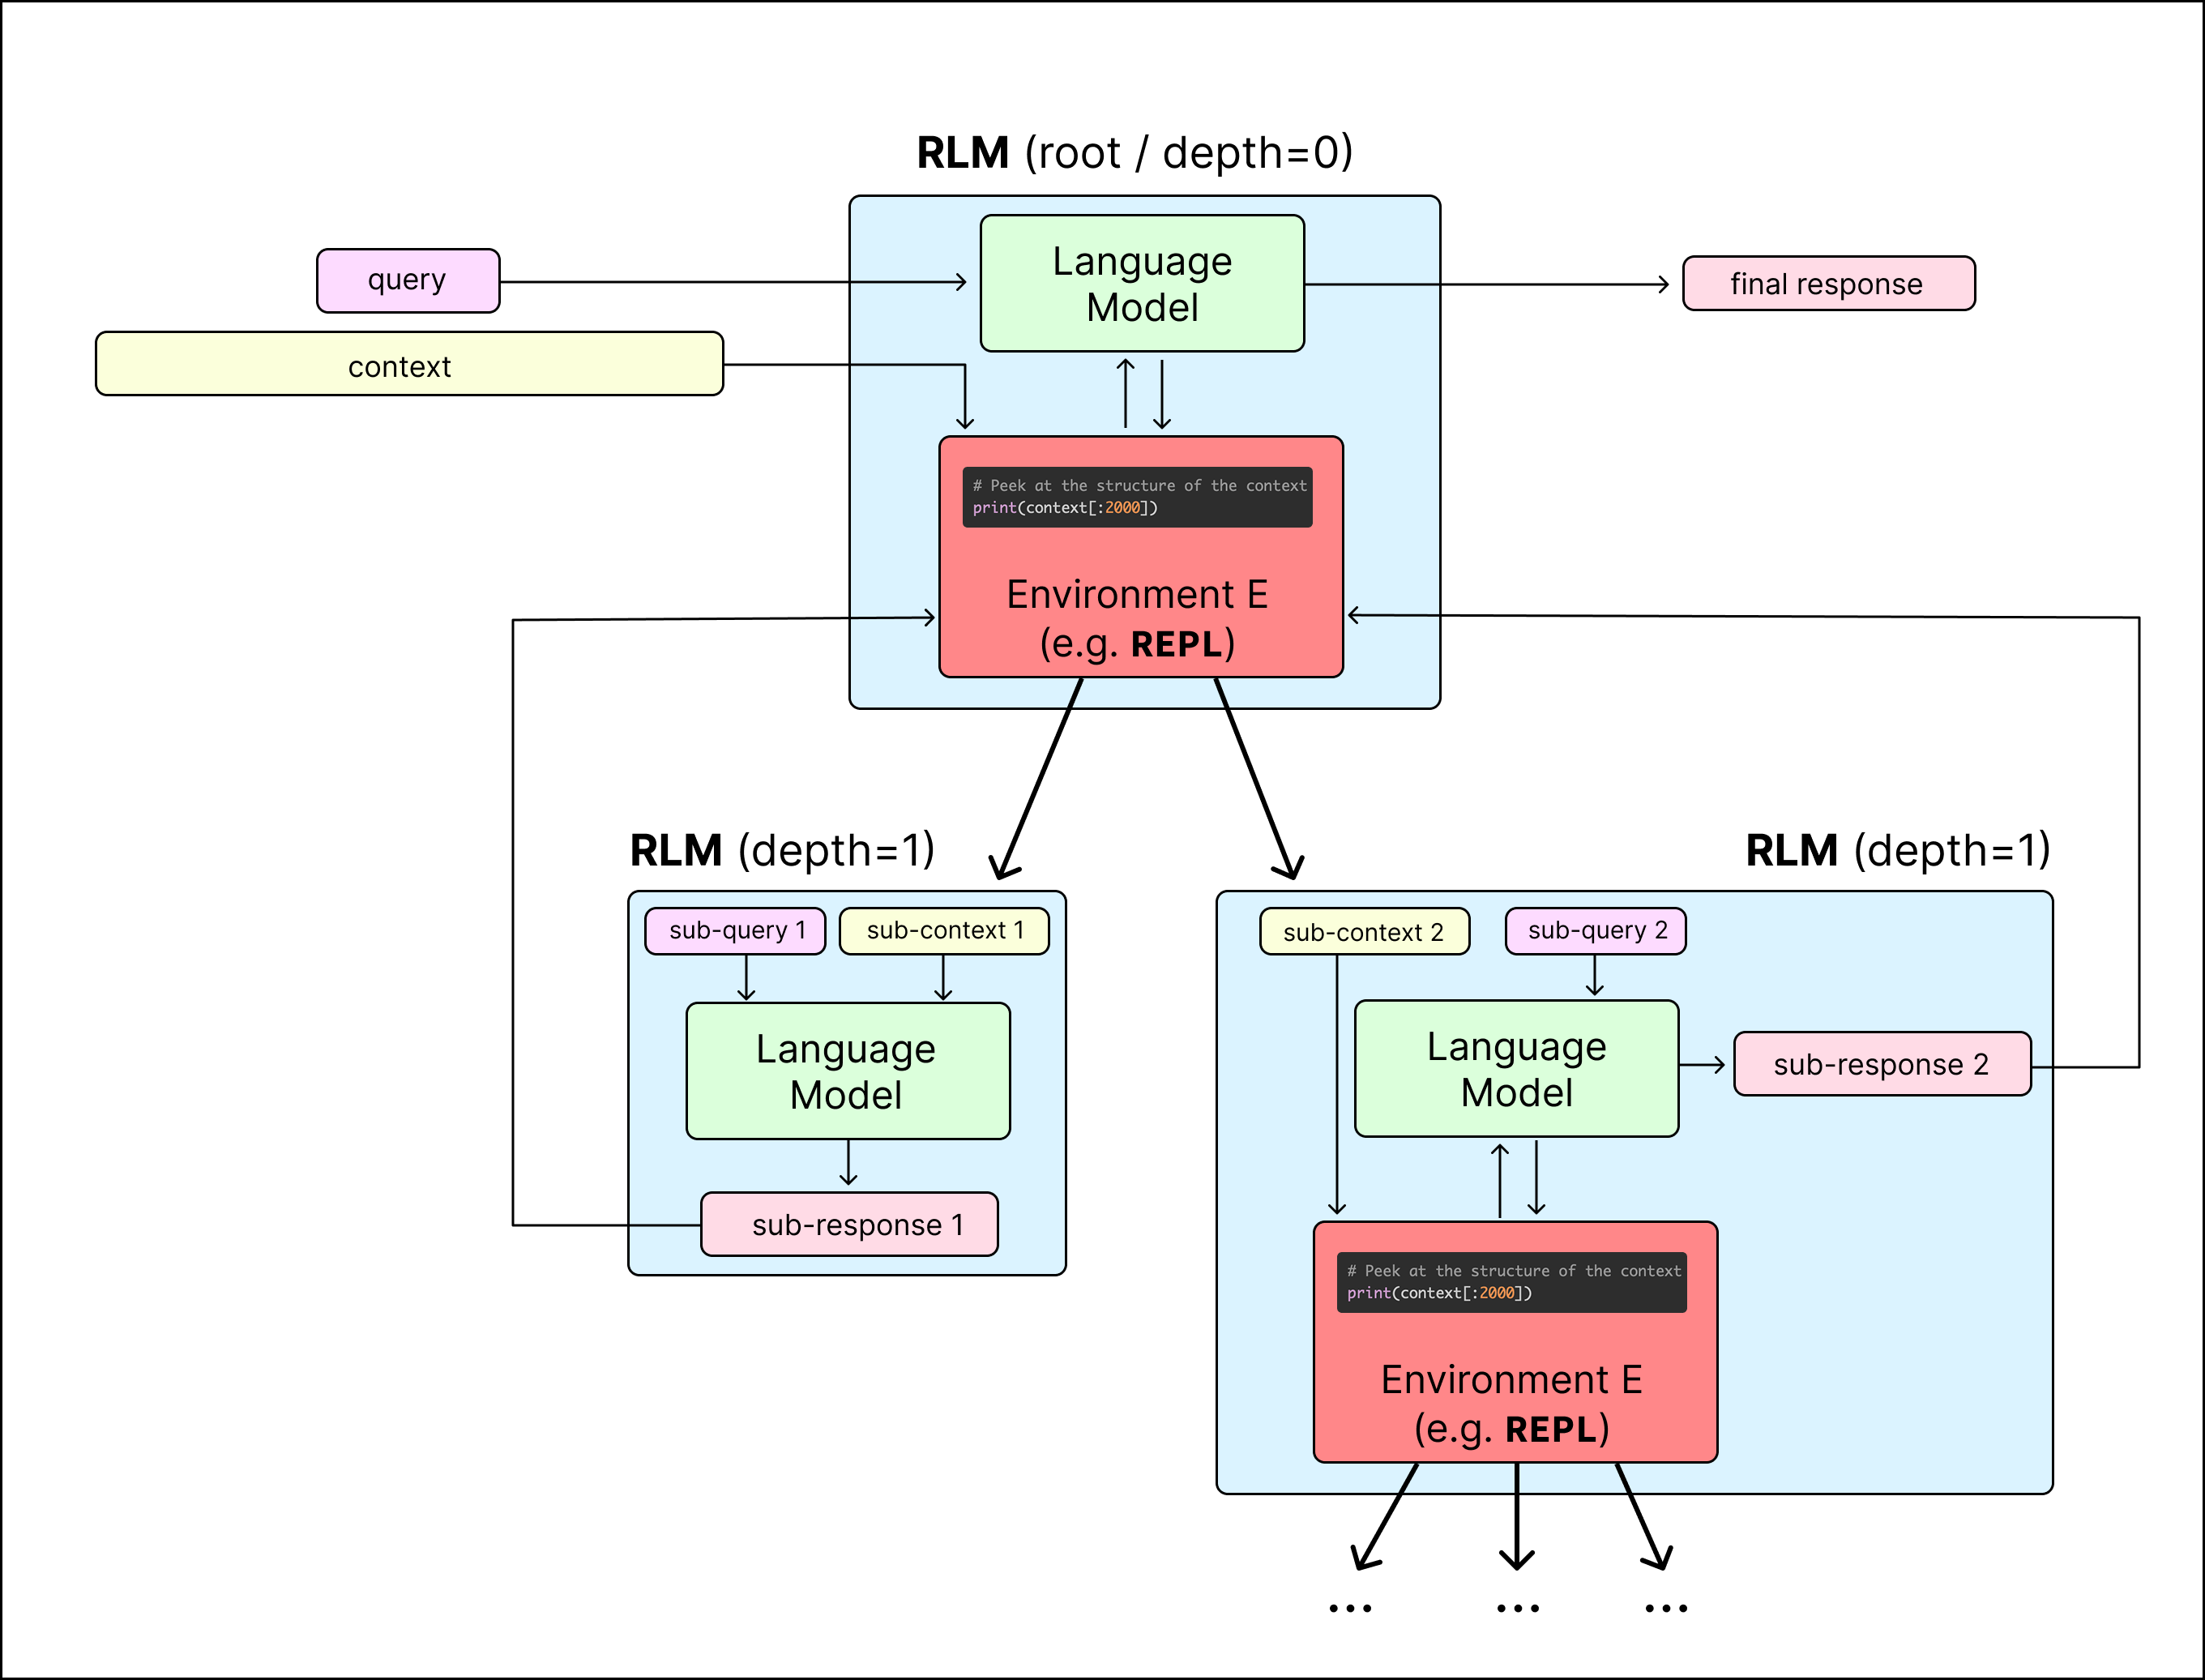 RLM (root / depth=0)
query
Language
Model
final response
context
# Peek at the structure of the context
print(context[:2000])
Environment E
(e.g. REPL)
RLM (depth=1)
sub-query 1
sub-context 1
Language
Model
sub-response 1
RLM (depth=1)
sub-context 2
sub-query 2
Language
Model
sub-response 2
# Peek at the structure of the context
print(context[:2000])
Environment E
(e.g. REPL)
... ... ...